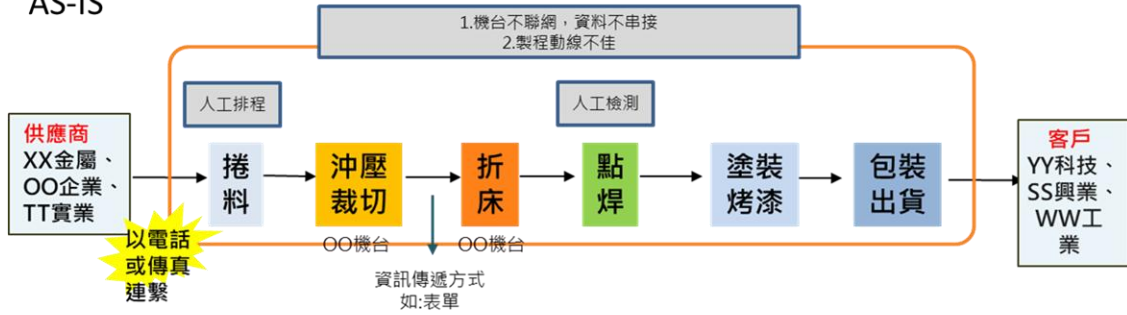 AS-IS
1.機台不聯網，資料不串接
2.製程動線不佳
人工排程
人工檢測
供應商
XX金屬、
OO企業、
TT實業
捲
料
沖壓
裁切
折
床
點
焊
塗裝
烤漆
包裝
出貨
客戶
YY科技、
SS興業、
WW工
業
以電話
或傳真
連繫
OO機台
OO機台
資訊傳遞方式
如:表單